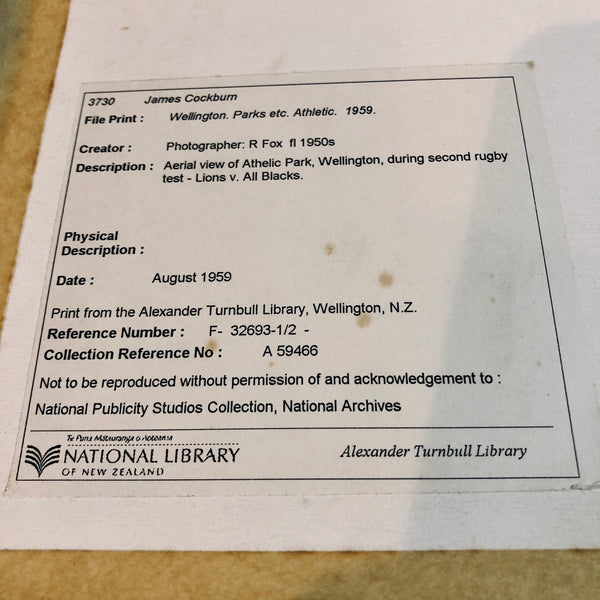 3730 James Cockburn
File Print : Wellington. Parks etc. Athletic. 1959.
Creator : Photographer: R Fox fl 1950s
Description : Aerial view of Athelic Park, Wellington, during second rugby
test - Lions v. All Blacks.
Physical
Description :
Date : August 1959
Print from the Alexander Turnbull Library, Wellington, N.Z.
Reference Number : F- 32693-1/2 -
Collection Reference No : A 59466
Not to be reproduced without permission of and acknowledgement to :
National Publicity Studios Collection, National Archives
Te Puna Mātauranga o Aotearoa
NATIONAL LIBRARY
OF NEW ZEALAND
Alexander Turnbull Library